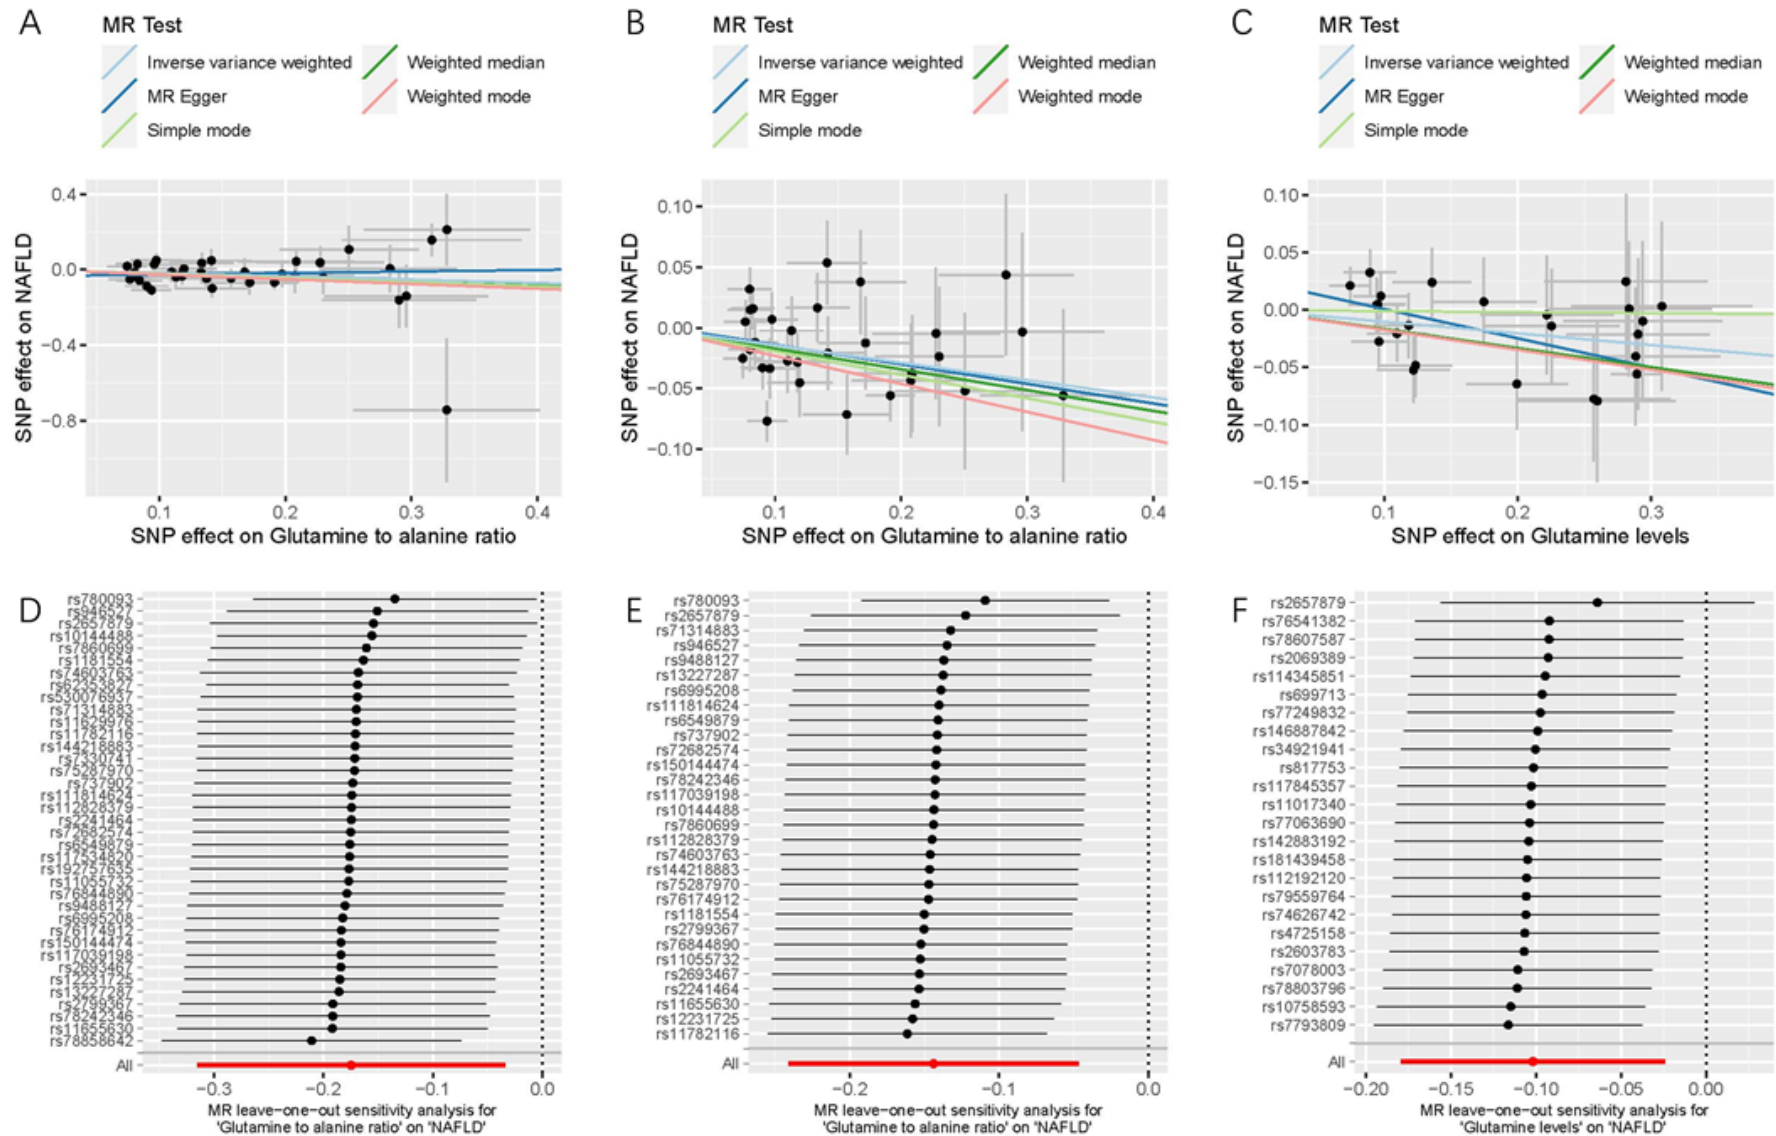 A
MR Test
Inverse variance weighted
Weighted median
MR Egger
Weighted mode
Simple mode
SNP effect on NAFLD
0.4
0.0
−0.4
−0.8
0.1
0.2
0.3
0.4
SNP effect on Glutamine to alanine ratio
B
MR Test
Inverse variance weighted
Weighted median
MR Egger
Weighted mode
Simple mode
SNP effect on NAFLD
0.10
0.05
0.00
−0.05
−0.10
0.1
0.2
0.3
0.4
SNP effect on Glutamine to alanine ratio
C
MR Test
Inverse variance weighted
Weighted median
MR Egger
Weighted mode
Simple mode
SNP effect on NAFLD
0.10
0.05
0.00
−0.05
−0.10
−0.15
0.1
0.2
0.3
SNP effect on Glutamine levels
D
rs780093
rs946527
rs2657879
rs10144488
rs7860699
rs1181554
rs74603763
rs62353827
rs530076937
rs71314883
rs11629976
rs11782116
rs144218883
rs7330741
rs75287970
rs737902
rs111814624
rs112828379
rs2241464
rs72682574
rs6549879
rs117534820
rs192757635
rs11055732
rs76844890
rs9488127
rs6995208
rs76174912
rs150144474
rs117039198
rs2693467
rs12231725
rs13227287
rs2799367
rs78242346
rs11655630
rs78858642
All
−0.3
−0.2
−0.1
0.0
MR leave−one−out sensitivity analysis for
'Glutamine to alanine ratio' on 'NAFLD'
E
rs780093
rs2657879
rs71314883
rs946527
rs9488127
rs13227287
rs6995208
rs111814624
rs6549879
rs737902
rs72682574
rs150144474
rs78242346
rs117039198
rs10144488
rs7860699
rs112828379
rs74603763
rs144218883
rs75287970
rs76174912
rs1181554
rs2799367
rs76844890
rs11055732
rs2693467
rs2241464
rs11655630
rs12231725
rs11782116
All
−0.2
−0.1
0.0
MR leave−one−out sensitivity analysis for
'Glutamine to alanine ratio' on 'NAFLD'
F
rs2657879
rs76541382
rs78607587
rs2069389
rs114345851
rs699713
rs77249832
rs146887842
rs34921941
rs817753
rs117845357
rs11017340
rs77063690
rs142883192
rs181439458
rs112192120
rs79559764
rs74626742
rs4725158
rs2603783
rs7078003
rs78803796
rs10758593
rs7793809
All
−0.20
−0.15
−0.10
−0.05
0.00
MR leave−one−out sensitivity analysis for
'Glutamine levels' on 'NAFLD'